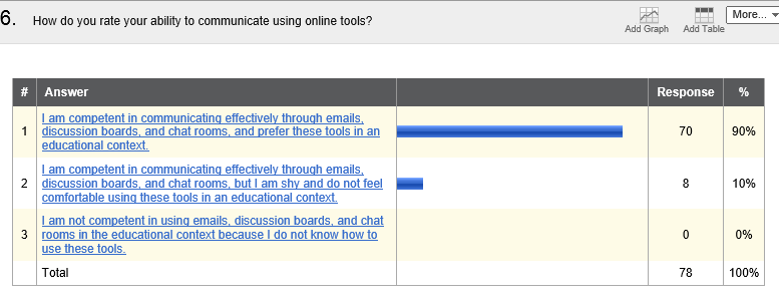 6. How do you rate your ability to communicate using online tools?
Add Graph
Add Table
More...
# Answer Response %
1 I am competent in communicating effectively through emails,
discussion boards, and chat rooms, and prefer these tools in an
educational context.
70 90%
2 I am competent in communicating effectively through emails,
discussion boards, and chat rooms, but I am shy and do not feel
comfortable using these tools in an educational context.
8 10%
3 I am not competent in using emails, discussion boards, and chat
rooms in the educational context because I do not know how to
use these tools.
0 0%
Total 78 100%